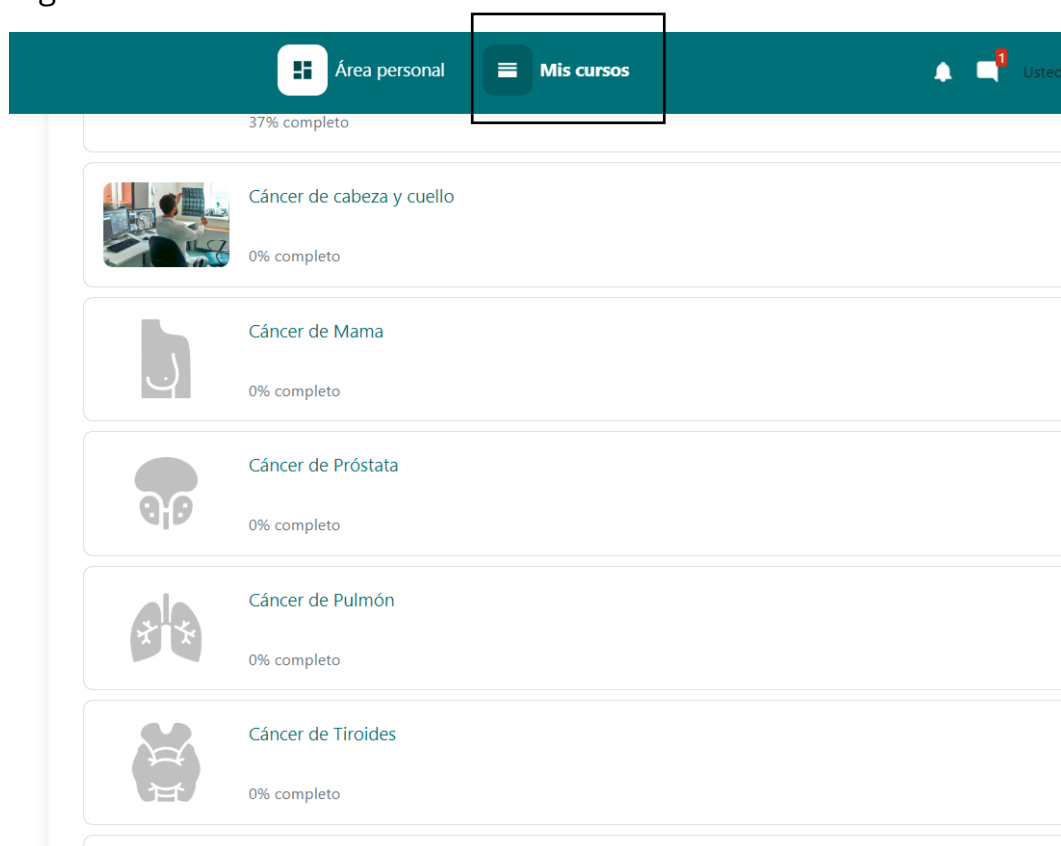 Área personal
Mis cursos
1
Usted
37% completo
Cáncer de cabeza y cuello
0% completo
Cáncer de Mama
0% completo
Cáncer de Próstata
0% completo
Cáncer de Pulmón
0% completo
Cáncer de Tiroides
0% completo